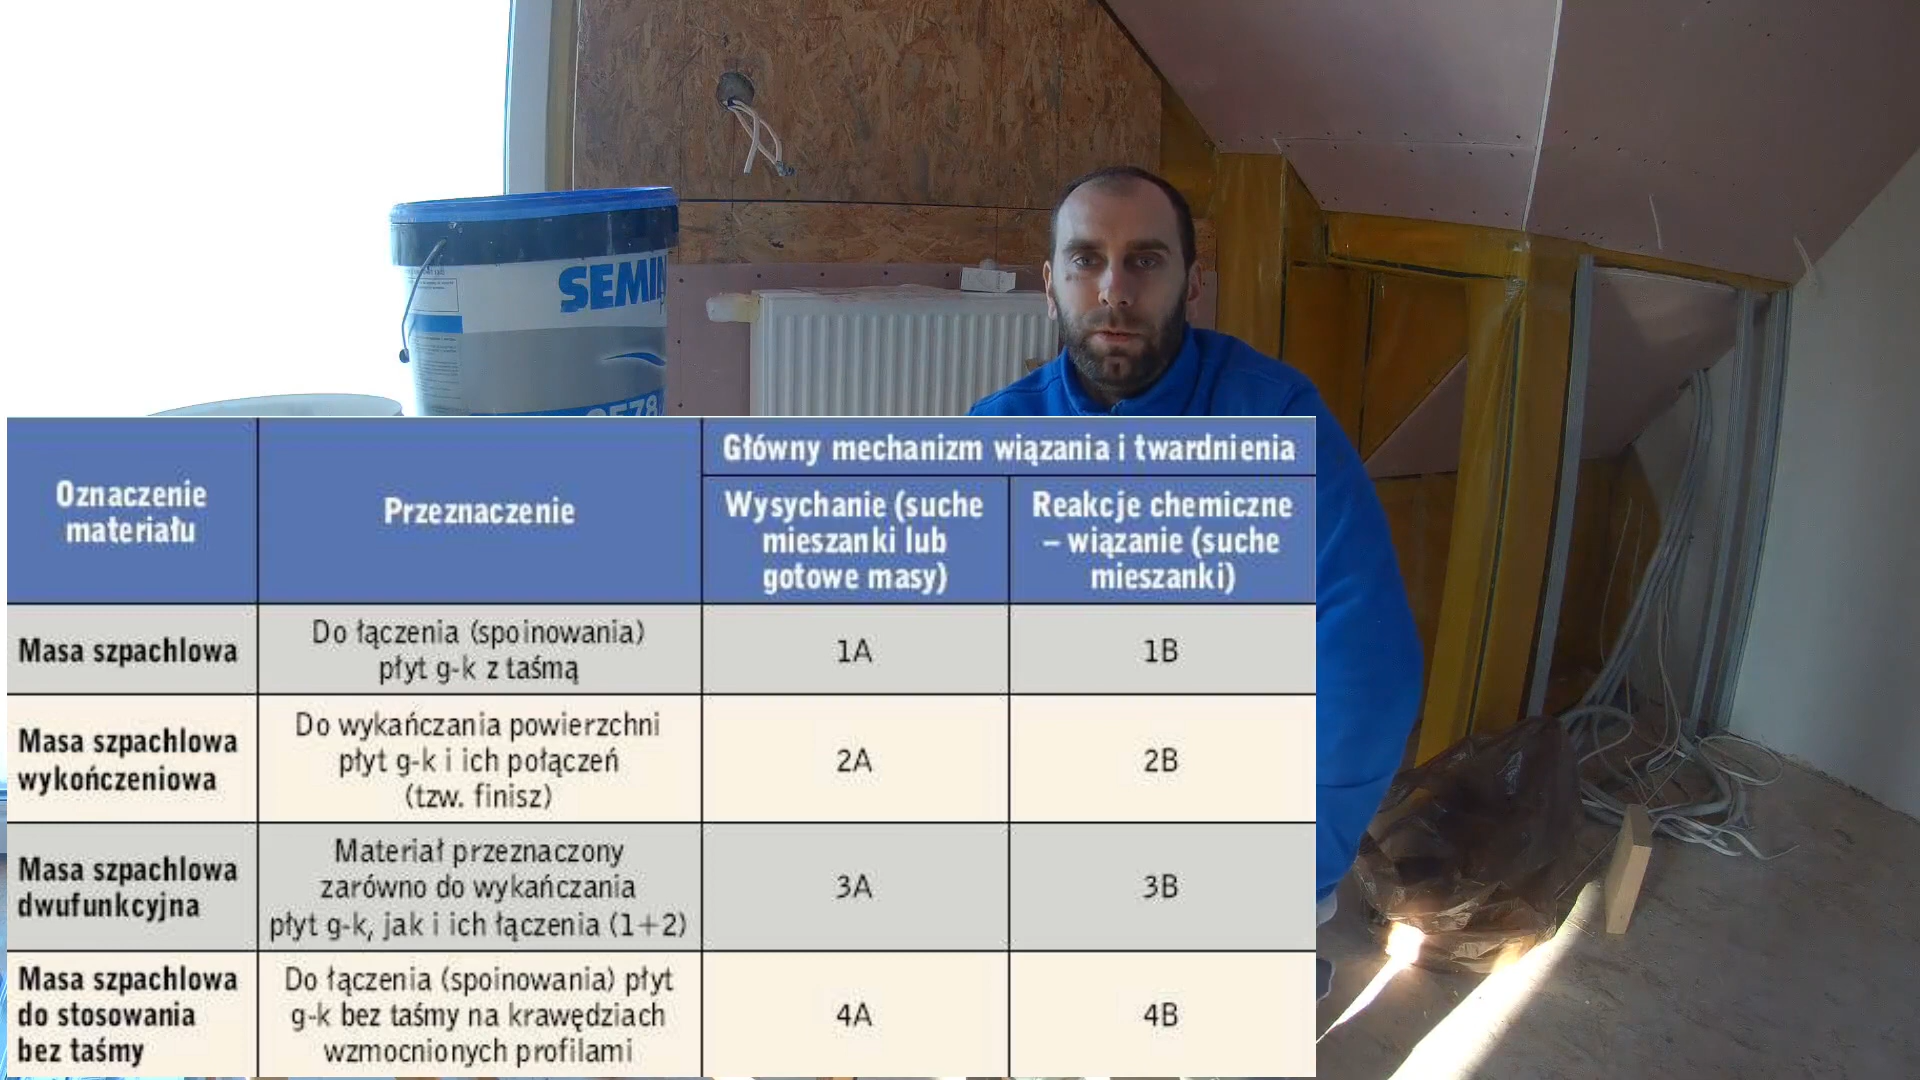 SEMIN
Oznaczenie
materiału
Przeznaczenie
Główny mechanizm wiązania i twardnienia
Wysychanie (suche
mieszanki lub
gotowe masy)
Reakcje chemiczne
– wiązanie (suche
mieszanki)
Masa szpachlowa
Do łączenia (spoinowania)
płyt g-k z taśmą
1A
1B
Masa szpachlowa
wykończeniowa
Do wykańczania powierzchni
płyt g-k i ich połączeń
(tzw. finisz)
2A
2B
Masa szpachlowa
dwufunkcyjna
Materiał przeznaczony
zarówno do wykańczania
płyt g-k, jak i ich łączenia (1+2)
3A
3B
Masa szpachlowa
do stosowania
bez taśmy
Do łączenia (spoinowania) płyt
g-k bez taśmy na krawędziach
wzmocnionych profilami
4A
4B